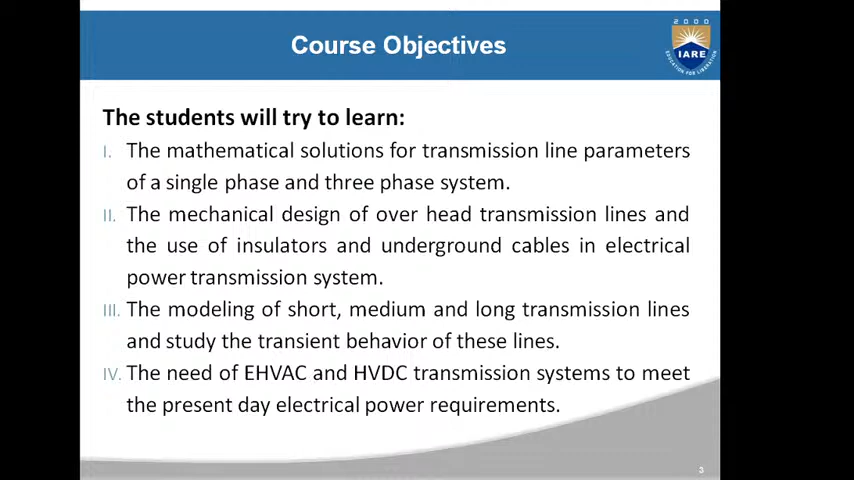 Course Objectives
2000
IARE
EDUCATION FOR LIBERATION
The students will try to learn:
I. The mathematical solutions for transmission line parameters
of a single phase and three phase system.
II. The mechanical design of over head transmission lines and
the use of insulators and underground cables in electrical
power transmission system.
III. The modeling of short, medium and long transmission lines
and study the transient behavior of these lines.
IV. The need of EHVAC and HVDC transmission systems to meet
the present day electrical power requirements.
3